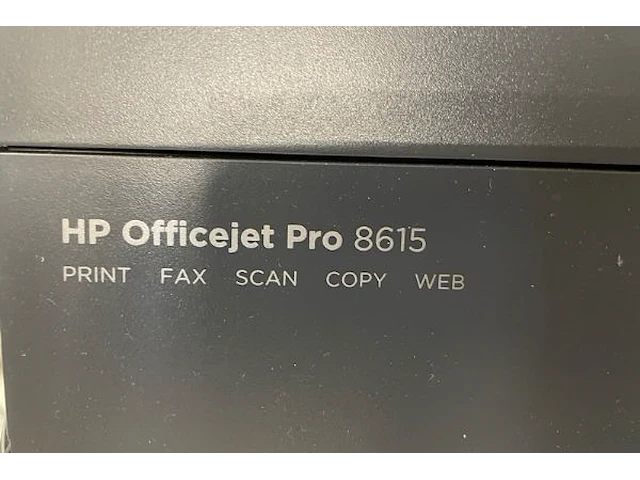 HP Officejet Pro 8615
PRINT FAX SCAN COPY WEB